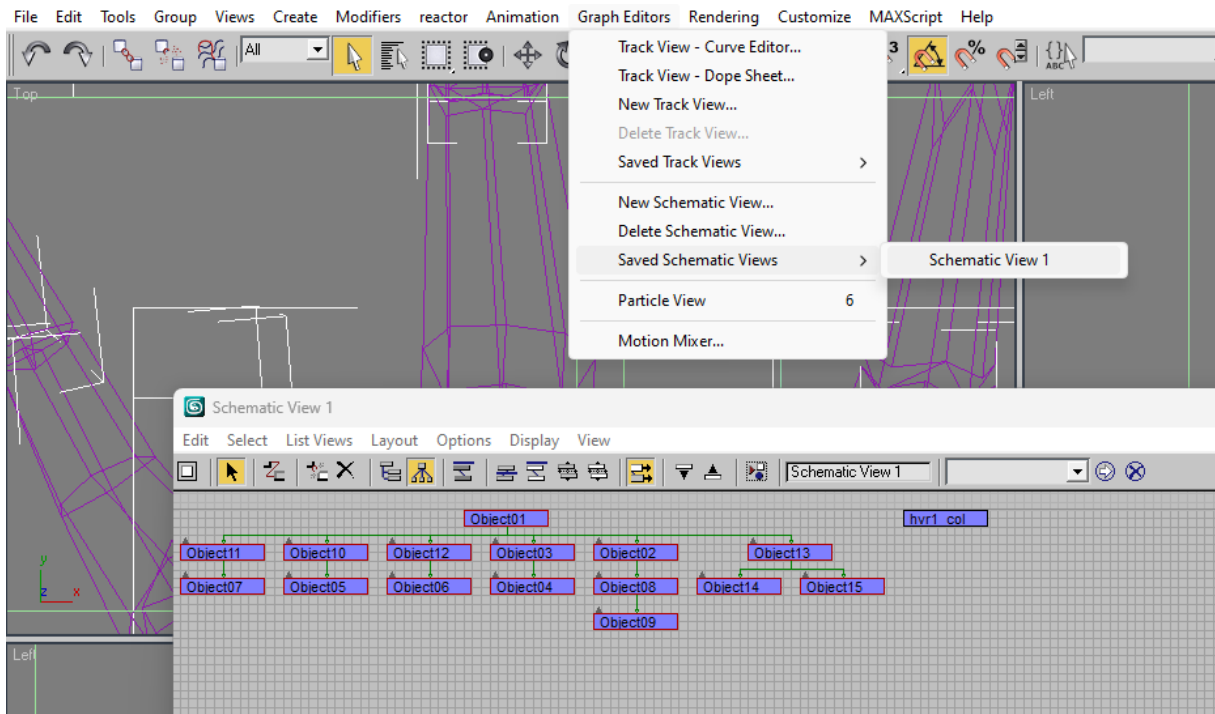 File Edit Tools Group Views Create Modifiers reactor Animation Graph Editors Rendering Customize MAXScript Help
All
3
%
{}
ABC
Track View - Curve Editor...
Track View - Dope Sheet...
New Track View...
Delete Track View...
Saved Track Views
New Schematic View...
Delete Schematic View...
Saved Schematic Views
Schematic View 1
Particle View 6
Motion Mixer...
Top
Left
y
z x
Left
Schematic View 1
Edit Select List Views Layout Options Display View
Schematic View 1
Object01 hvr1_col
Object11 Object10 Object12 Object03 Object02 Object13
Object07 Object05 Object06 Object04 Object08 Object14 Object15
Object09